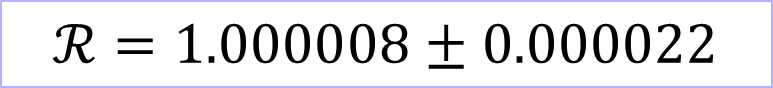 ℛ = 1.000008 ± 0.000022